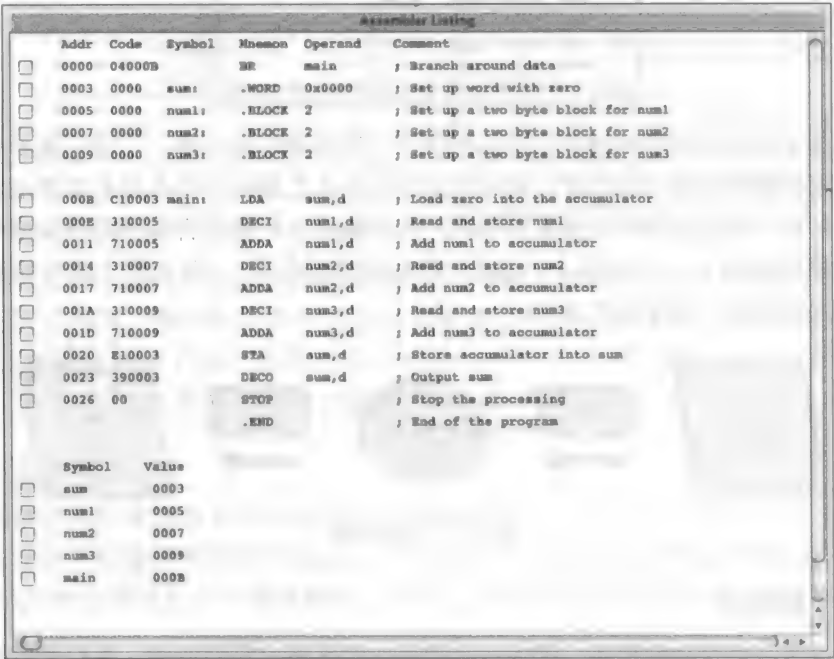 Assembler Listing
Addr Code Symbol Mnemon Operand Comment
0000 04000B BR main ; Branch around data
0003 0000 sum: .WORD 0x0000 ; Set up word with zero
0005 0000 num1: .BLOCK 2 ; Set up a two byte block for num1
0007 0000 num2: .BLOCK 2 ; Set up a two byte block for num2
0009 0000 num3: .BLOCK 2 ; Set up a two byte block for num3
000B C10003 main: LDA sum,d ; Load zero into the accumulator
000E 310005 DECI num1,d ; Read and store num1
0011 710005 ADDA num1,d ; Add num1 to accumulator
0014 310007 DECI num2,d ; Read and store num2
0017 710007 ADDA num2,d ; Add num2 to accumulator
001A 310009 DECI num3,d ; Read and store num3
001D 710009 ADDA num3,d ; Add num3 to accumulator
0020 E10003 STA sum,d ; Store accumulator into sum
0023 390003 DECO sum,d ; Output sum
0026 00 STOP ; Stop the processing
.END ; End of the program
Symbol Value
sum 0003
num1 0005
num2 0007
num3 0009
main 000B